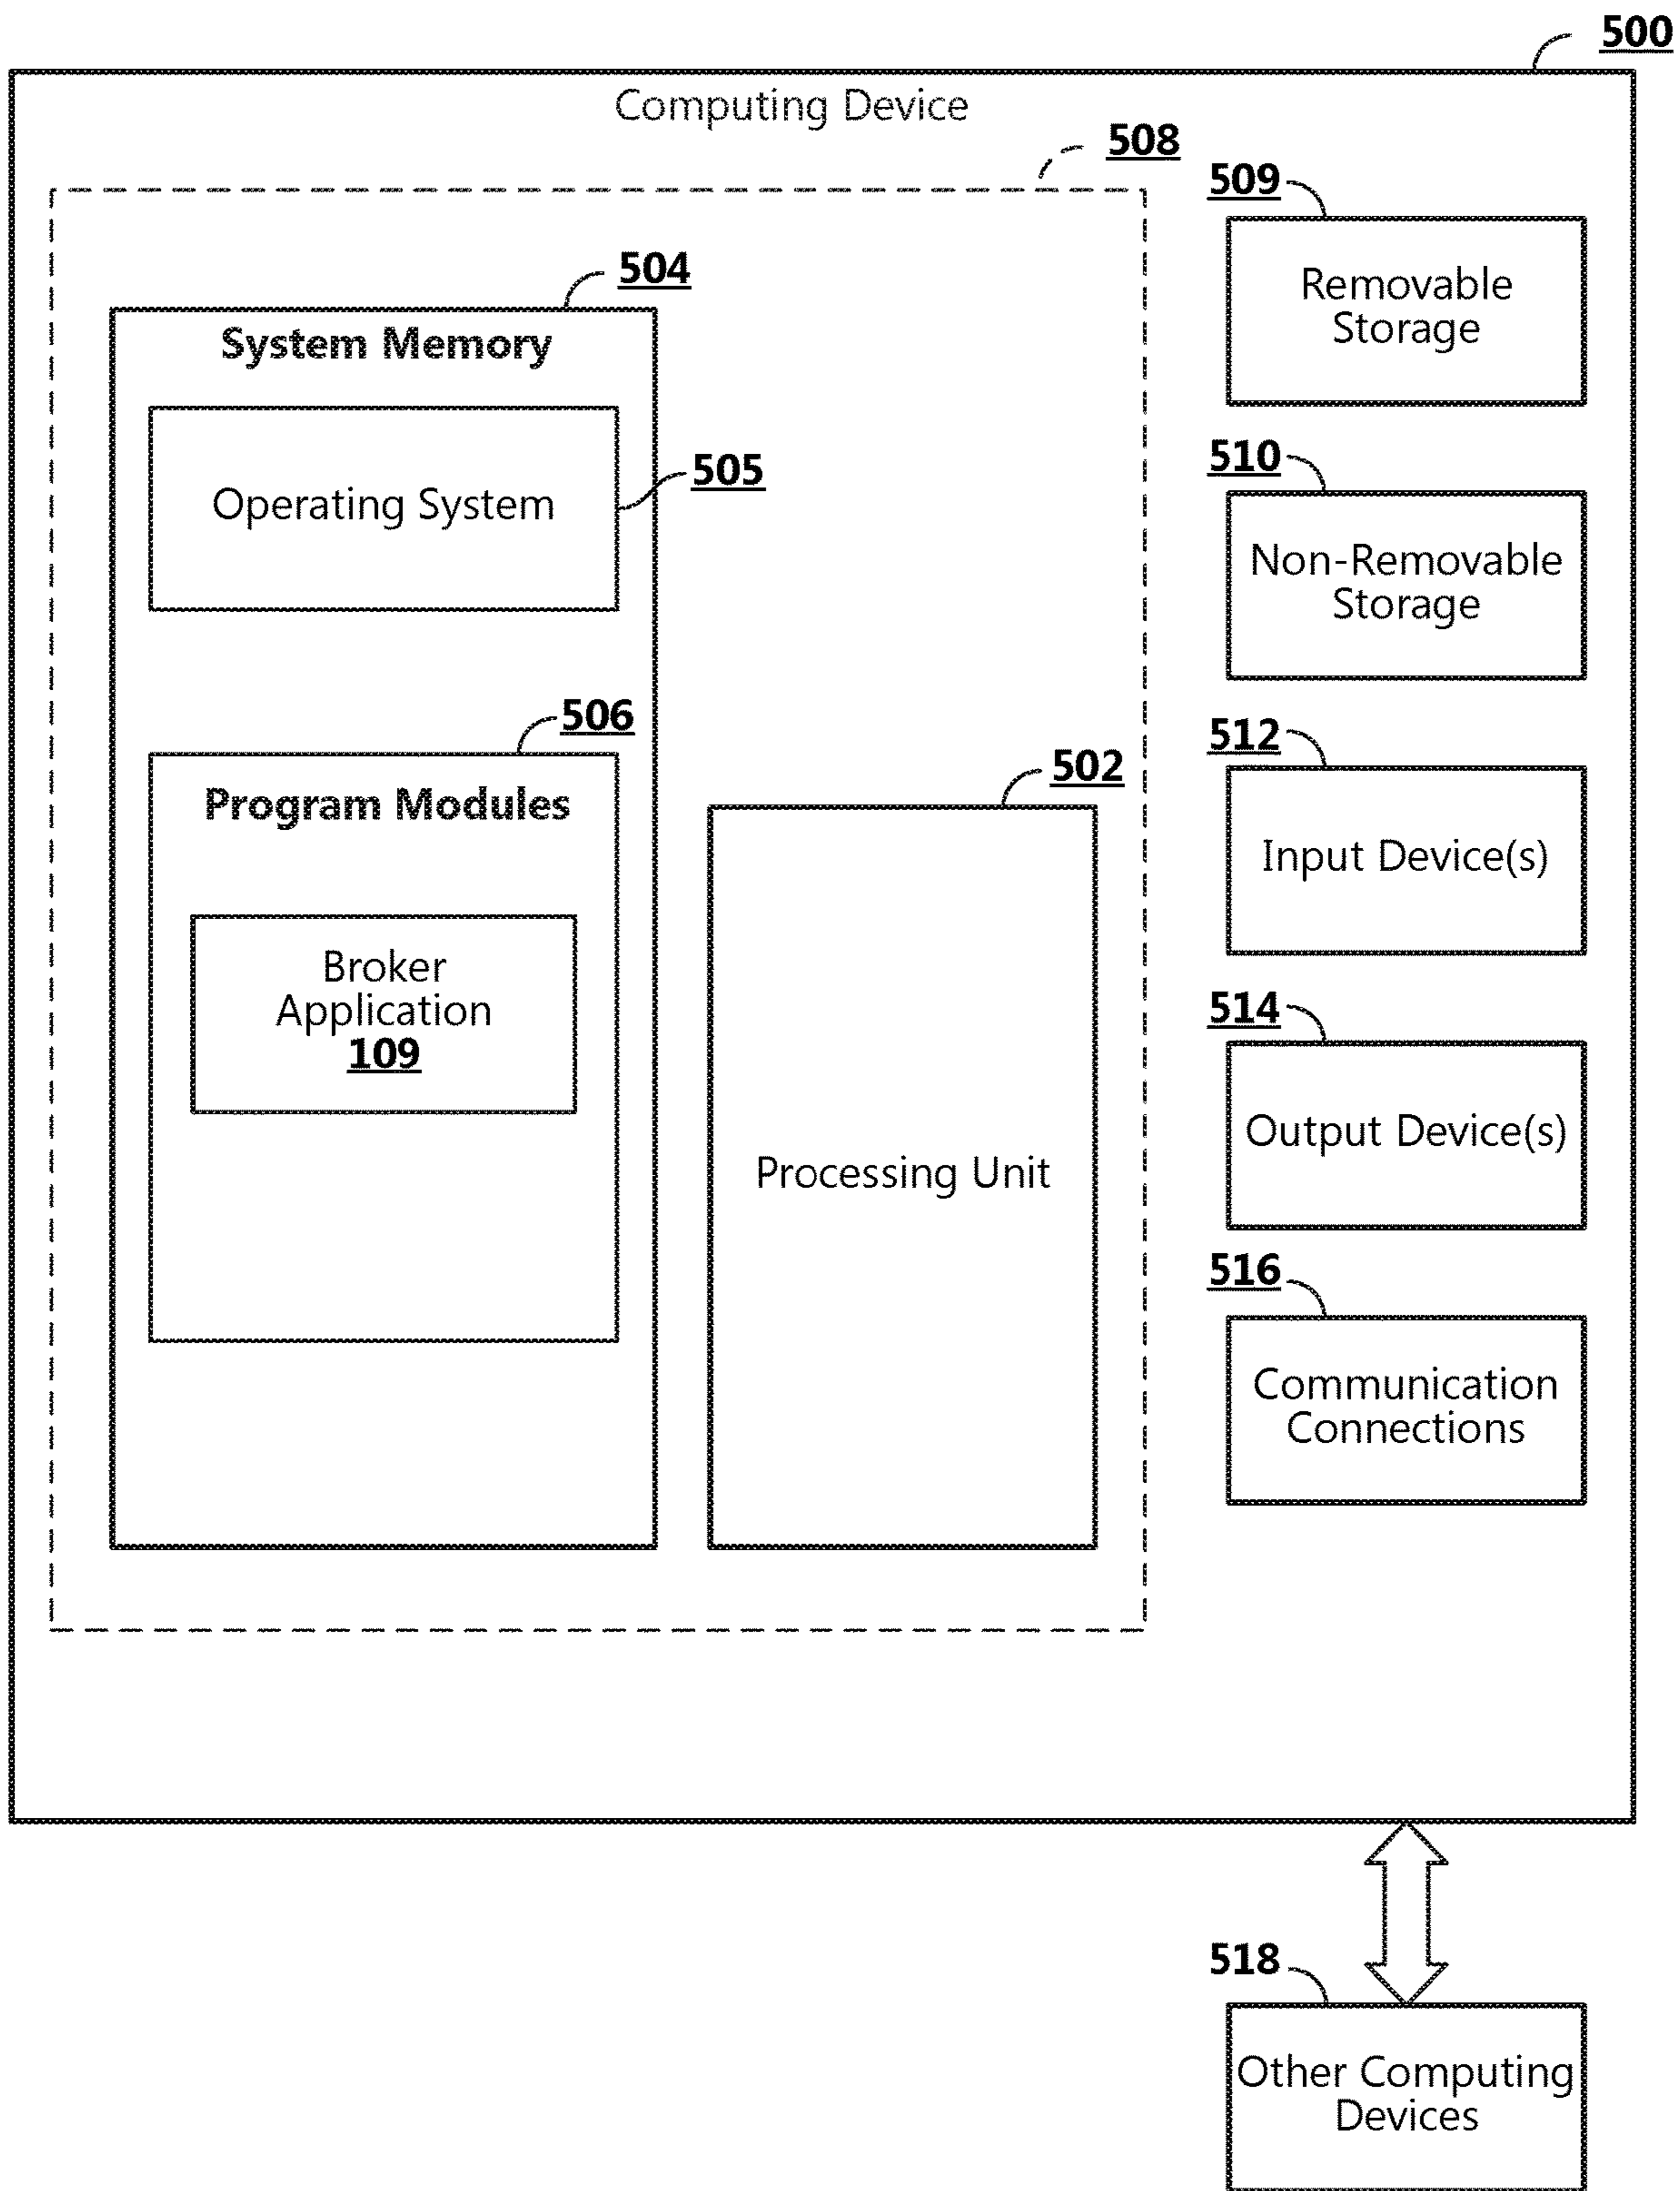 500
Computing Device
508
509
Removable
Storage
504
System Memory
Operating System
505
510
Non-Removable
Storage
506
Program Modules
Broker
Application
109
502
Processing Unit
512
Input Device(s)
514
Output Device(s)
516
Communication
Connections
518
Other Computing
Devices